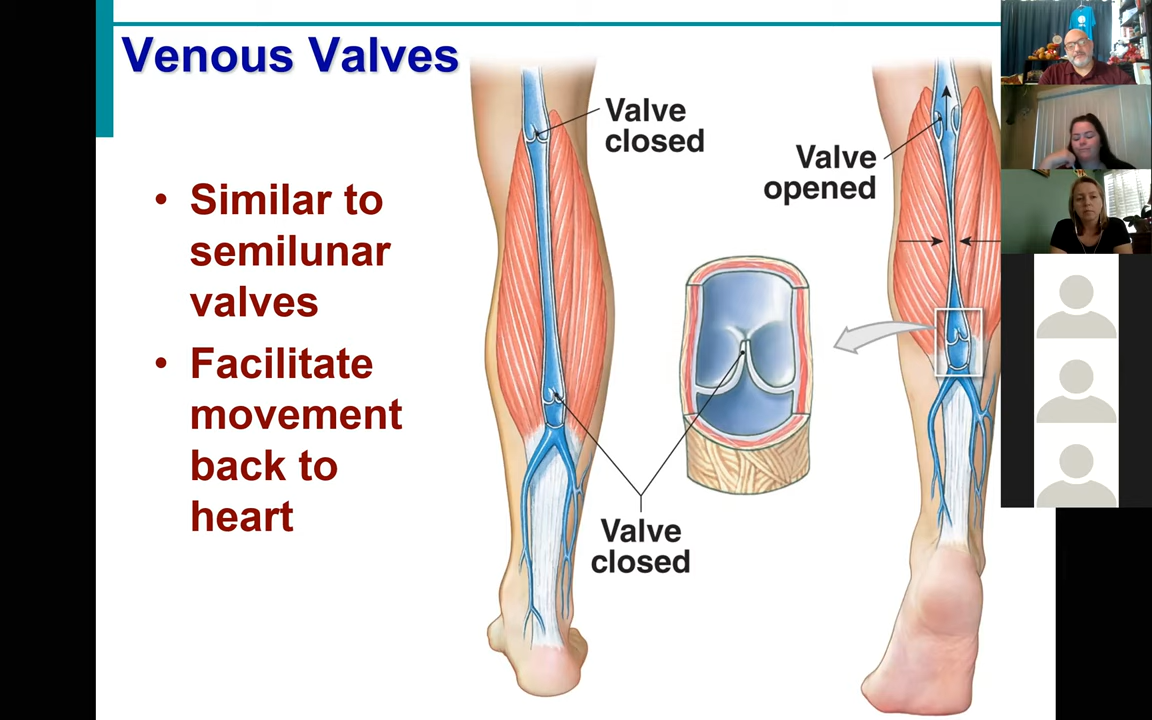 Venous Valves
• Similar to
semilunar
valves
• Facilitate
movement
back to
heart
Valve
closed
Valve
opened
Valve
closed